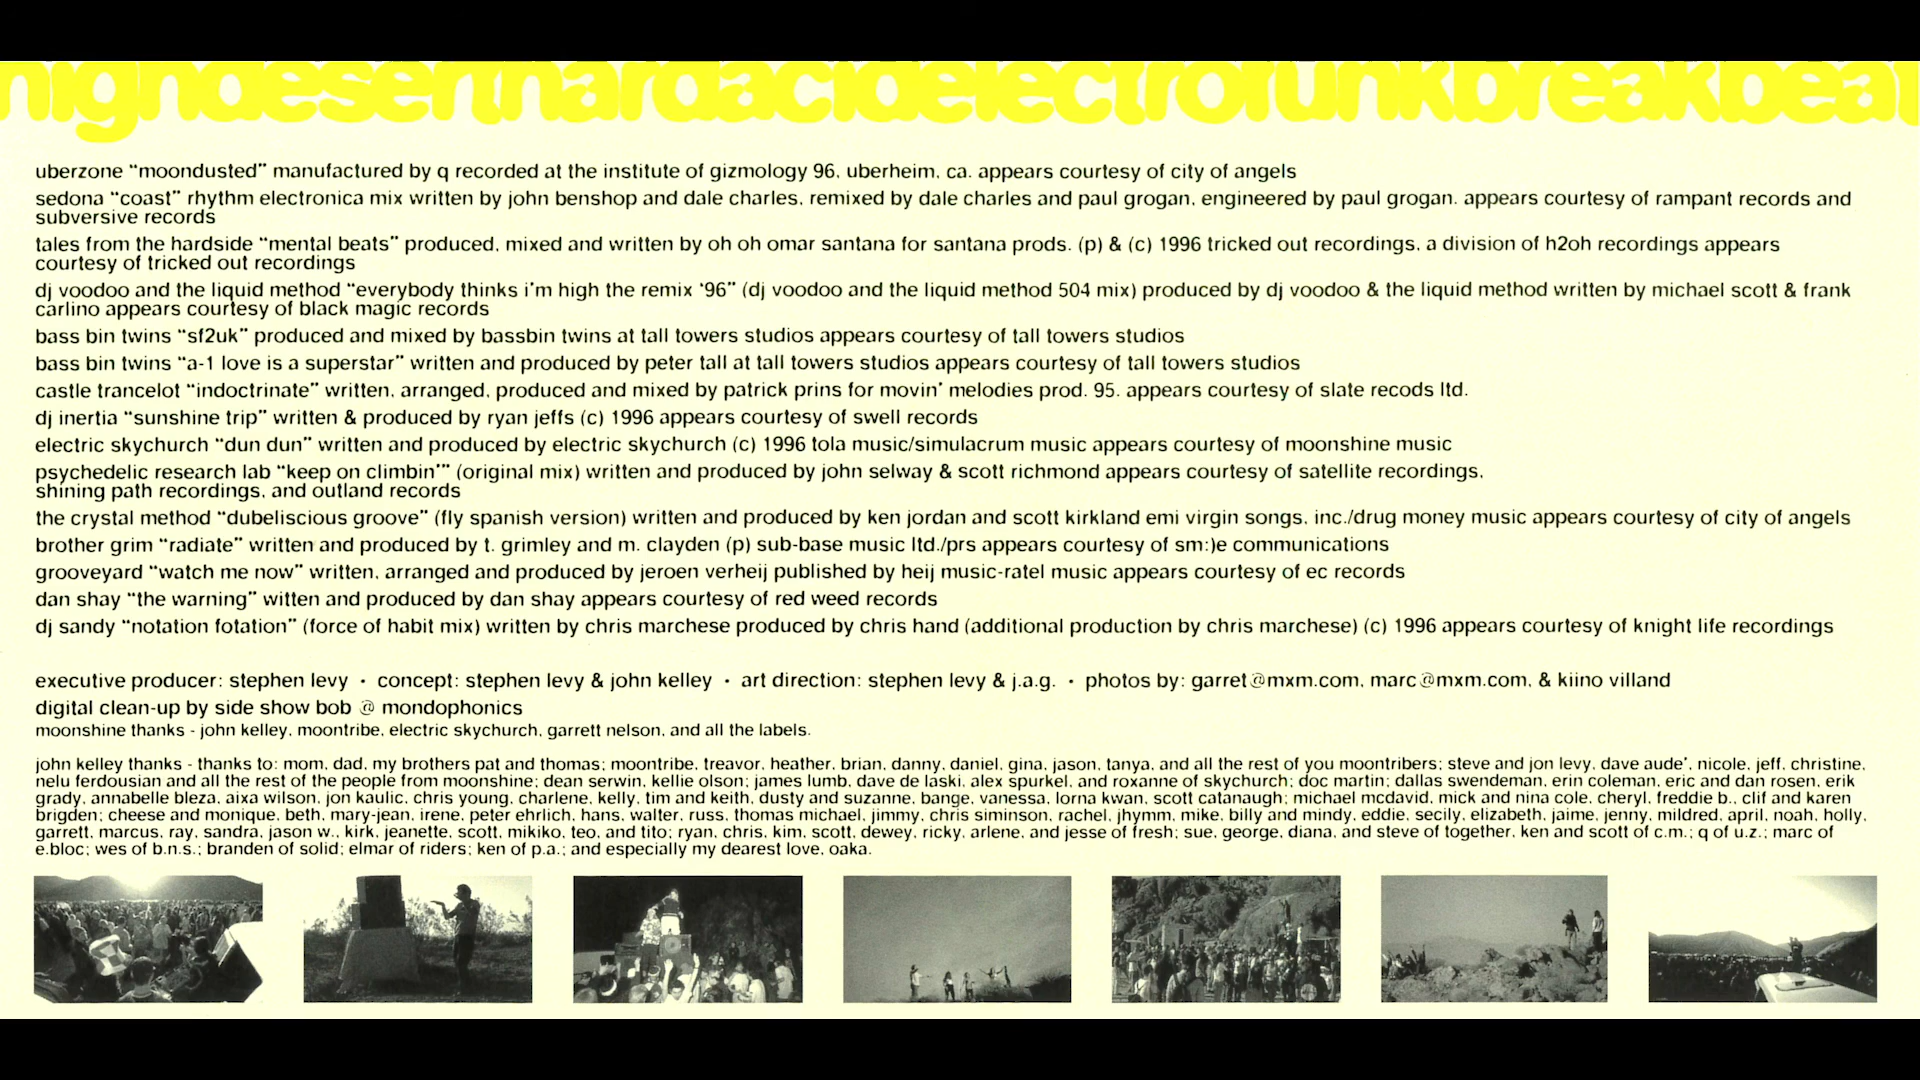 highdeserthardacidelectrofunkbreakbeat
uberzone “moondusted” manufactured by q recorded at the institute of gizmology 96, uberheim, ca. appears courtesy of city of angels
sedona “coast” rhythm electronica mix written by john benshop and dale charles, remixed by dale charles and paul grogan, engineered by paul grogan. appears courtesy of rampant records and
subversive records
tales from the hardside “mental beats” produced, mixed and written by oh oh omar santana for santana prods. (p) & (c) 1996 tricked out recordings, a division of h2oh recordings appears
courtesy of tricked out recordings
dj voodoo and the liquid method “everybody thinks i'm high the remix '96” (dj voodoo and the liquid method 504 mix) produced by dj voodoo & the liquid method written by michael scott & frank
carlino appears courtesy of black magic records
bass bin twins “sf2uk” produced and mixed by bassbin twins at tall towers studios appears courtesy of tall towers studios
bass bin twins “a-1 love is a superstar” written and produced by peter tall at tall towers studios appears courtesy of tall towers studios
castle trancelot “indoctrinate” written, arranged, produced and mixed by patrick prins for movin' melodies prod. 95. appears courtesy of slate recods ltd.
dj inertia “sunshine trip” written & produced by ryan jeffs (c) 1996 appears courtesy of swell records
electric skychurch “dun dun” written and produced by electric skychurch (c) 1996 tola music/simulacrum music appears courtesy of moonshine music
psychedelic research lab “keep on climbin'” (original mix) written and produced by john selway & scott richmond appears courtesy of satellite recordings,
shining path recordings, and outland records
the crystal method “dubeliscious groove” (fly spanish version) written and produced by ken jordan and scott kirkland emi virgin songs, inc./drug money music appears courtesy of city of angels
brother grim “radiate” written and produced by t. grimley and m. clayden (p) sub-base music ltd./prs appears courtesy of sm:)e communications
grooveyard “watch me now” written, arranged and produced by jeroen verheij published by heij music-ratel music appears courtesy of ec records
dan shay “the warning” witten and produced by dan shay appears courtesy of red weed records
dj sandy “notation fotation” (force of habit mix) written by chris marchese produced by chris hand (additional production by chris marchese) (c) 1996 appears courtesy of knight life recordings
executive producer: stephen levy • concept: stephen levy & john kelley • art direction: stephen levy & j.a.g. • photos by: garret@mxm.com, marc@mxm.com, & kiino villand
digital clean-up by side show bob @ mondophonics
moonshine thanks - john kelley, moontribe, electric skychurch, garrett nelson, and all the labels.
john kelley thanks - thanks to: mom, dad, my brothers pat and thomas; moontribe, treavor, heather, brian, danny, daniel, gina, jason, tanya, and all the rest of you moontribers; steve and jon levy, dave aude', nicole, jeff, christine,
nelu ferdousian and all the rest of the people from moonshine; dean serwin, kellie olson; james lumb, dave de laski, alex spurkel, and roxanne of skychurch; doc martin; dallas swendeman, erin coleman, eric and dan rosen, erik
grady, annabelle bleza, aixa wilson, jon kaulic, chris young, charlene, kelly, tim and keith, dusty and suzanne, bange, vanessa, lorna kwan, scott catanaugh; michael mcdavid, mick and nina cole, cheryl, freddie b., clif and karen
brigden; cheese and monique, beth, mary-jean, irene, peter ehrlich, hans, walter, russ, thomas michael, jimmy, chris siminson, rachel, jhymm, mike, billy and mindy, eddie, secily, elizabeth, jaime, jenny, mildred, april, noah, holly,
garrett, marcus, ray, sandra, jason w., kirk, jeanette, scott, mikiko, teo, and tito; ryan, chris, kim, scott, dewey, ricky, arlene, and jesse of fresh; sue, george, diana, and steve of together, ken and scott of c.m.; q of u.z.; marc of
e.bloc; wes of b.n.s.; branden of solid; elmar of riders; ken of p.a.; and especially my dearest love, oaka.